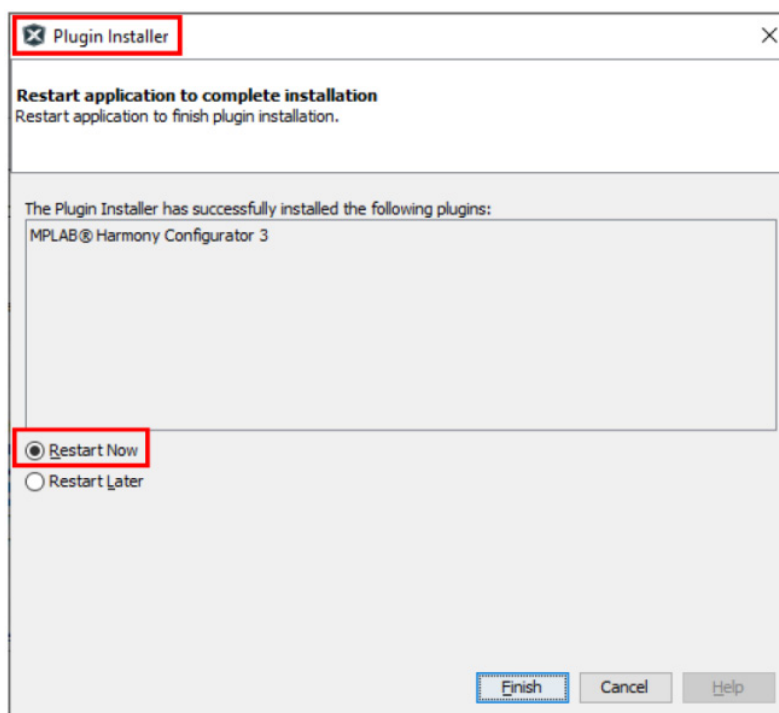 Plugin Installer
Restart application to complete installation
Restart application to finish plugin installation.
The Plugin Installer has successfully installed the following plugins:
MPLAB® Harmony Configurator 3
Restart Now
Restart Later
Finish Cancel Help